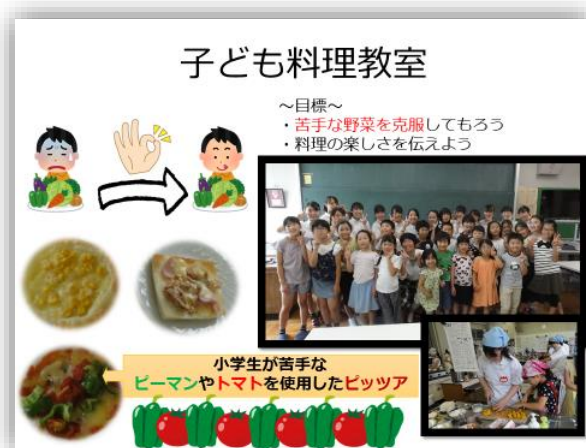 子ども料理教室
～目標～
・苦手な野菜を克服してもろう
・料理の楽しさを伝えよう
小学生が苦手な
ピーマンやトマトを使用したピッツア